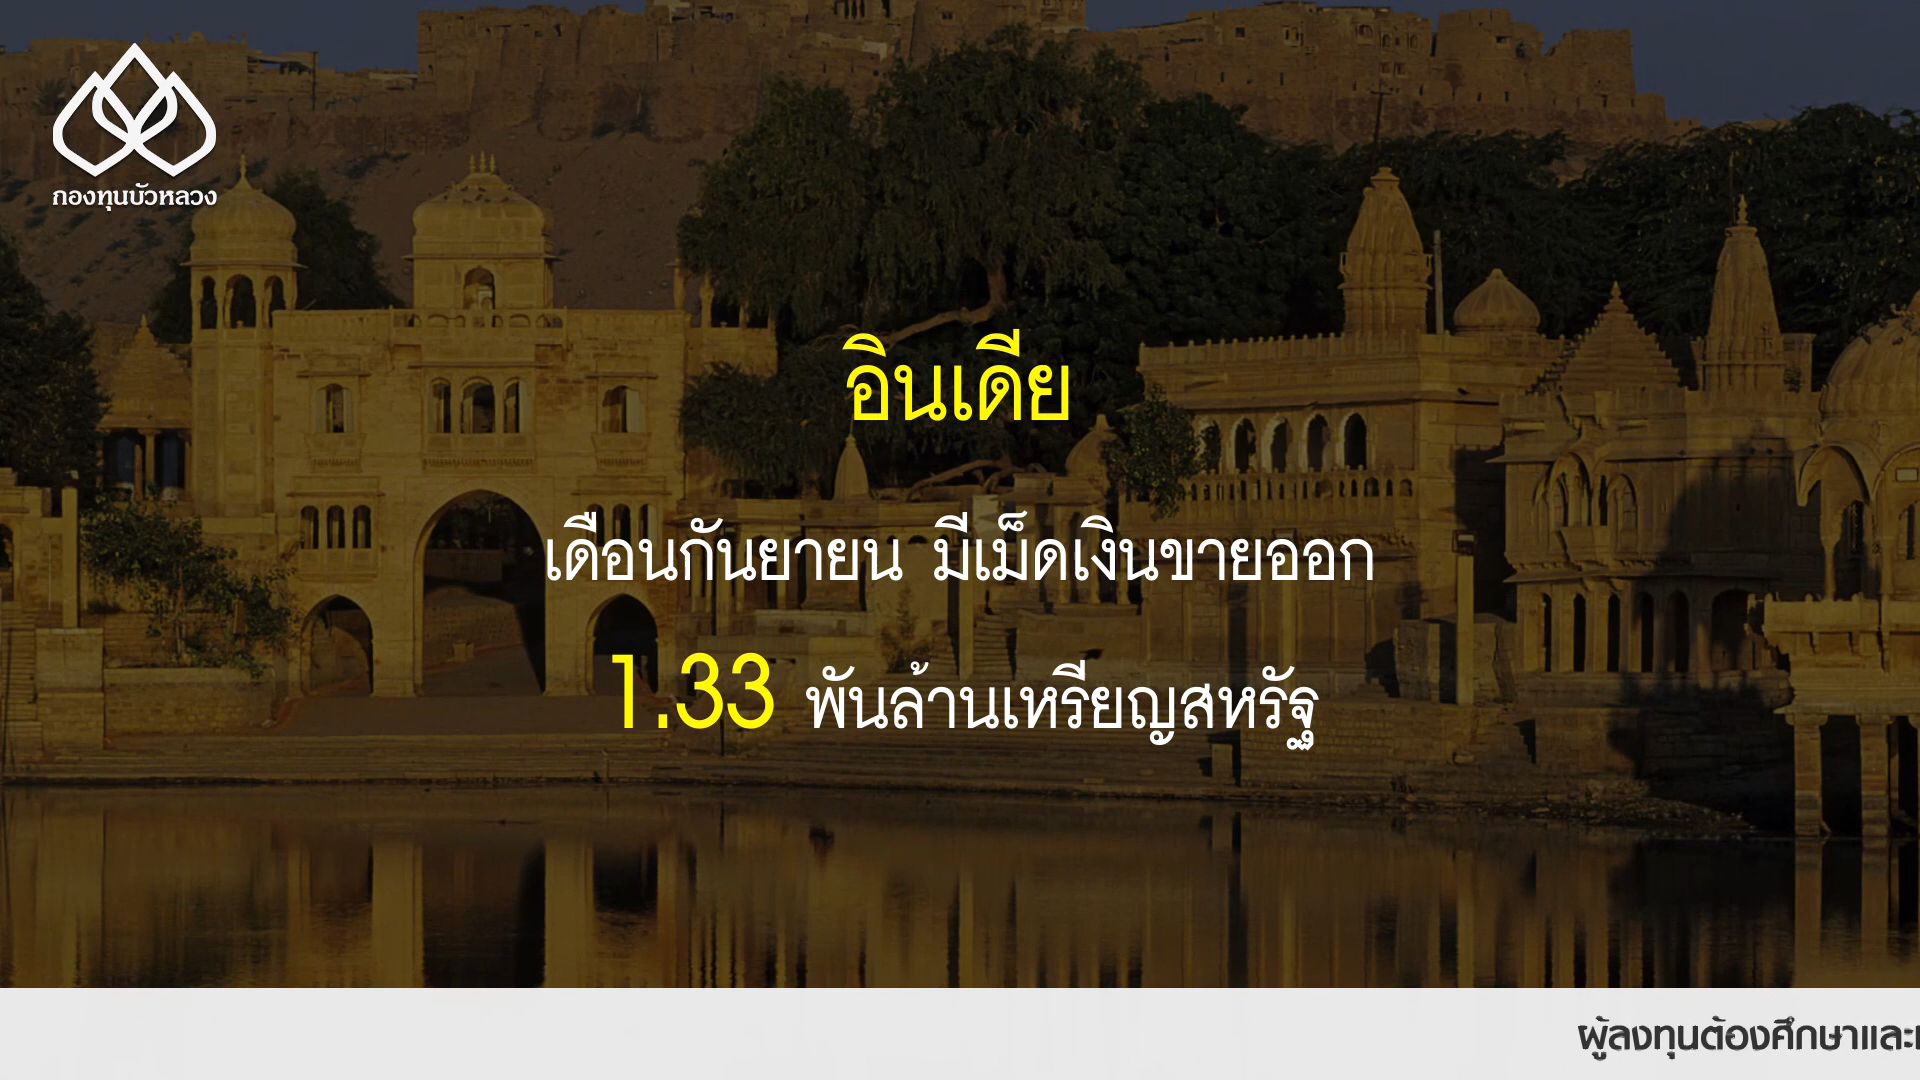 กองทุนบัวหลวง
อินเดีย
เดือนกันยายน มีเม็ดเงินขายออก
1.33 พันล้านเหรียญสหรัฐ
ผู้ลงทุนต้องศึกษาและ